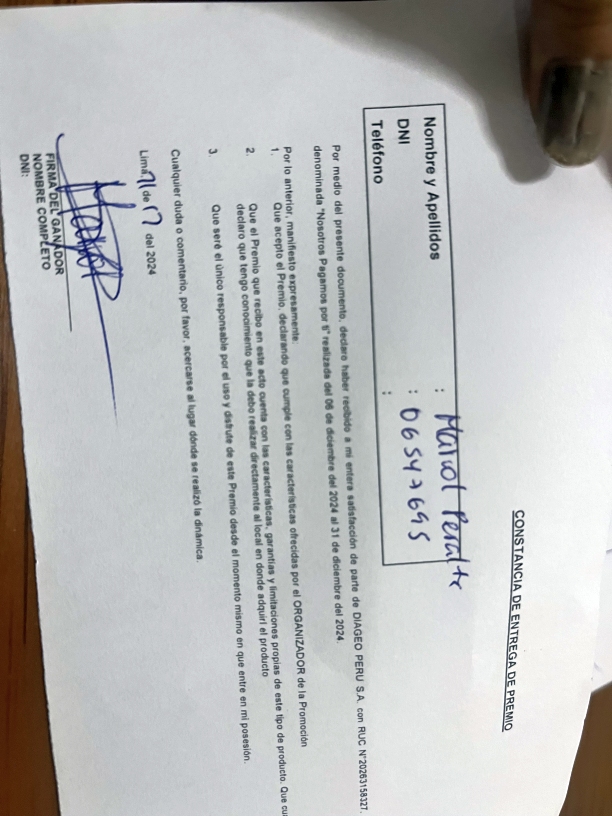 CONSTANCIA DE ENTREGA DE PREMIO
Nombre y Apellidos : Marol Peralta
DNI : 06547695
Teléfono :
Por medio del presente documento, declaro haber recibido a mi entera satisfacción de parte de DIAGEO PERU S.A. con RUC N°20263158327,
denominada "Nosotros Pagamos por ti" realizada del 06 de diciembre del 2024 al 31 de diciembre del 2024.
Por lo anterior, manifiesto expresamente:
1. Que acepto el Premio, declarando que cumple con las características ofrecidas por el ORGANIZADOR de la Promoción
2. Que el Premio que recibo en este acto cuenta con las características, garantías y limitaciones propias de este tipo de producto. Que
declaro que tengo conocimiento que la debo realizar directamente al local en donde adquirí el producto
3. Que seré el único responsable por el uso y disfrute de este Premio desde el momento mismo en que entre en mi posesión.
Cualquier duda o comentario, por favor, acercarse al lugar dónde se realizó la dinámica.
Lima, de del 2024
FIRMA DEL GANADOR
NOMBRE COMPLETO
DNI: